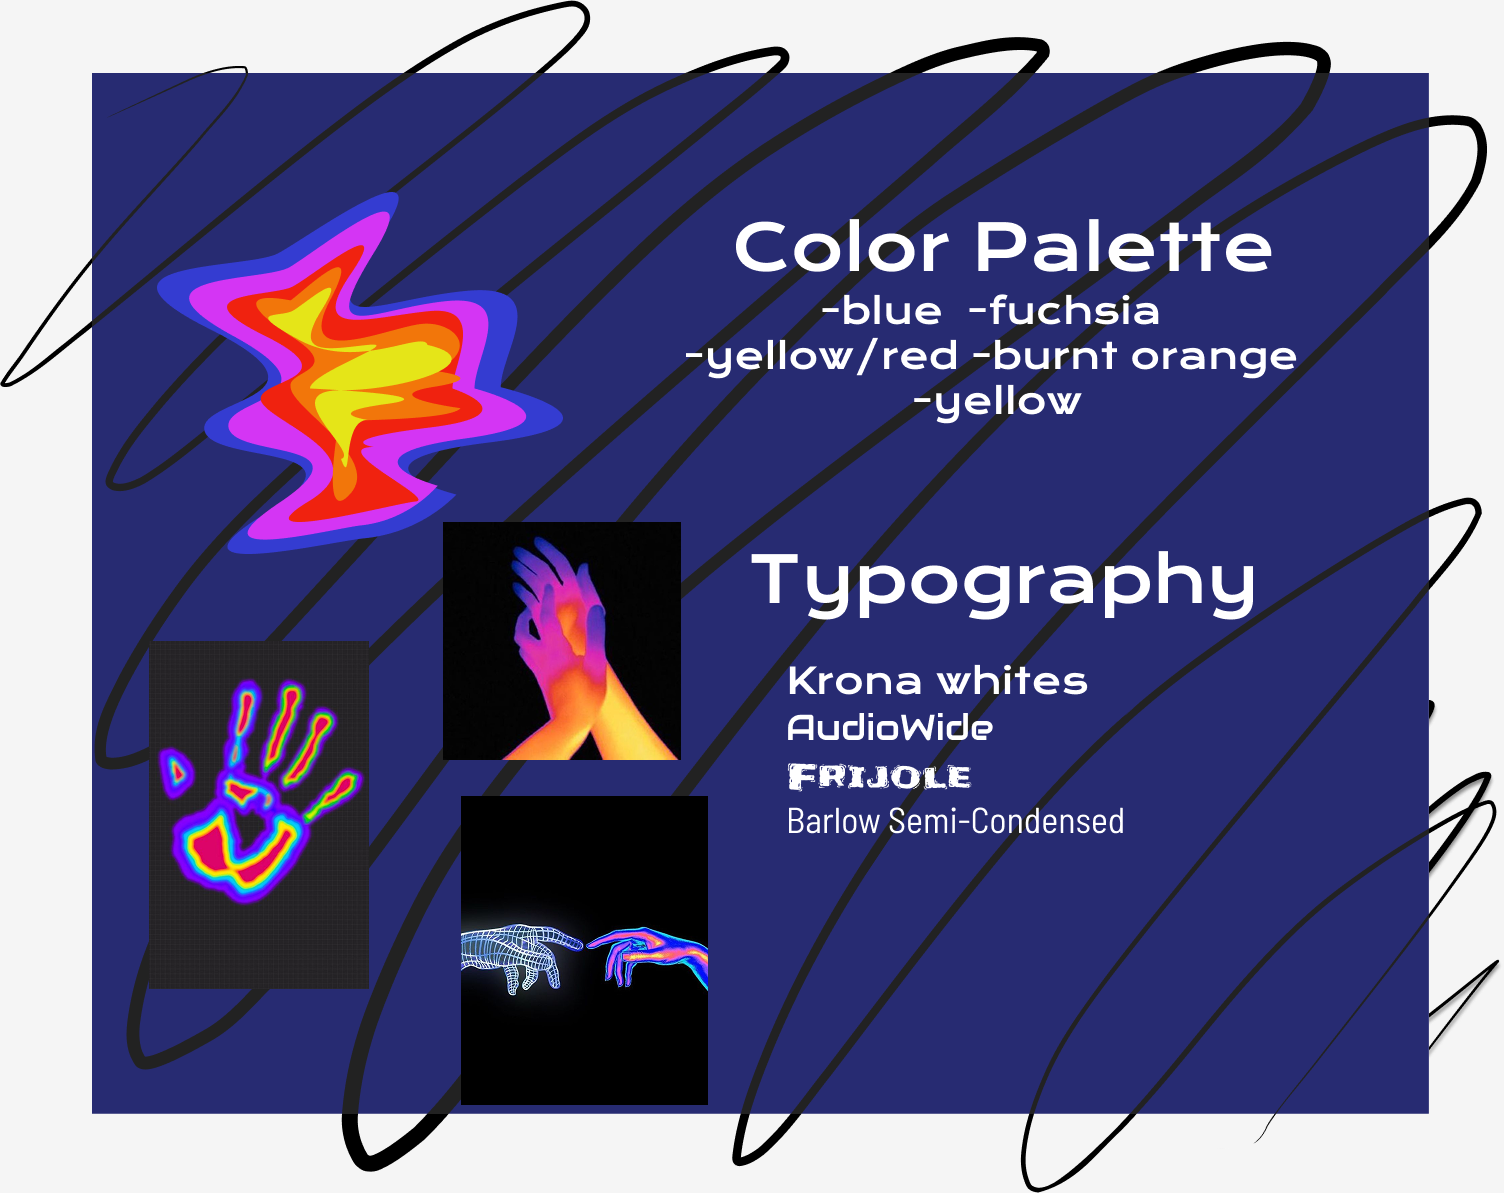 Color Palette
-blue -fuchsia
-yellow/red -burnt orange
-yellow
Typography
Krona whites
AudioWide
FRIJOLE
Barlow Semi-Condensed